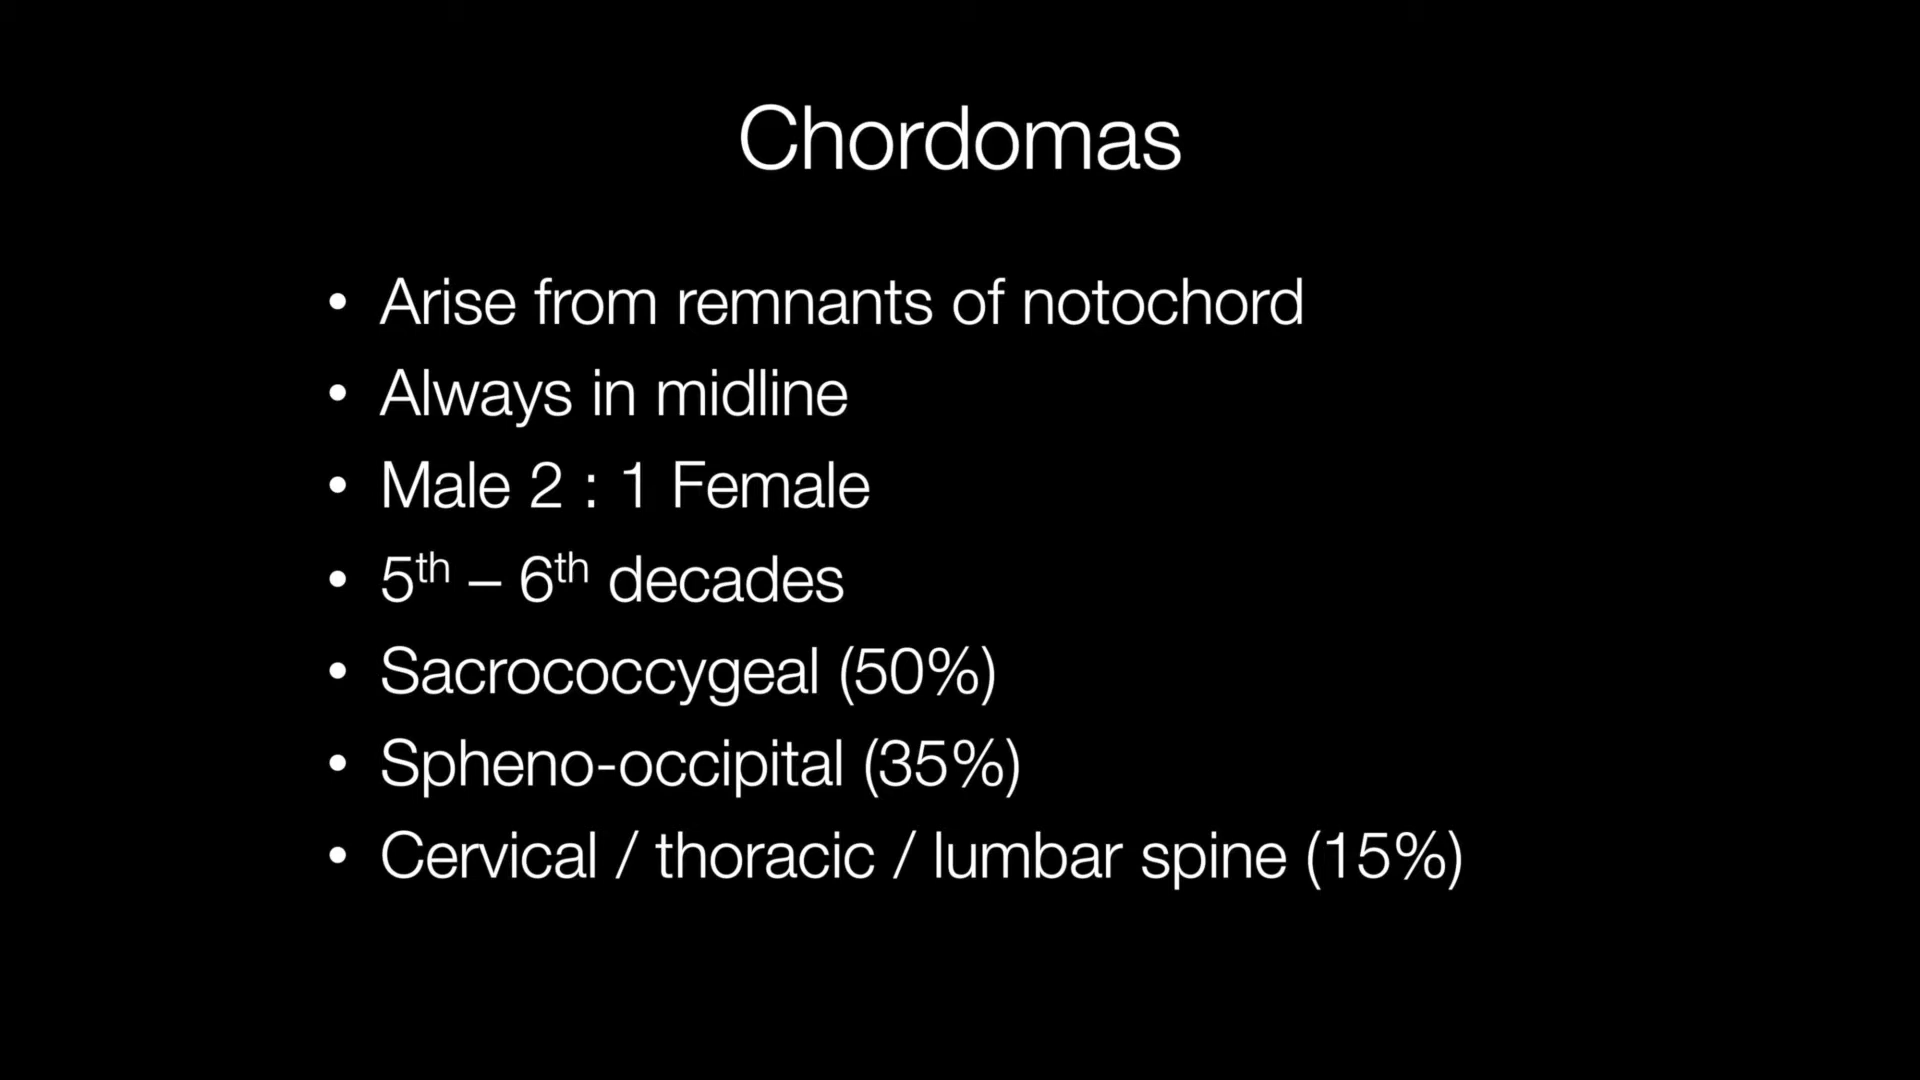 Chordomas
• Arise from remnants of notochord
• Always in midline
• Male 2 : 1 Female
• 5th – 6th decades
• Sacrococcygeal (50%)
• Spheno-occipital (35%)
• Cervical / thoracic / lumbar spine (15%)